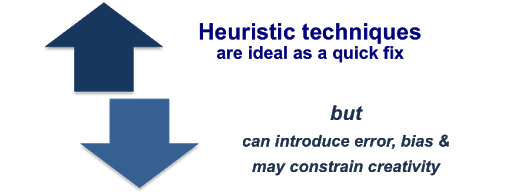 Heuristic techniques
are ideal as a quick fix
but
can introduce error, bias &
may constrain creativity